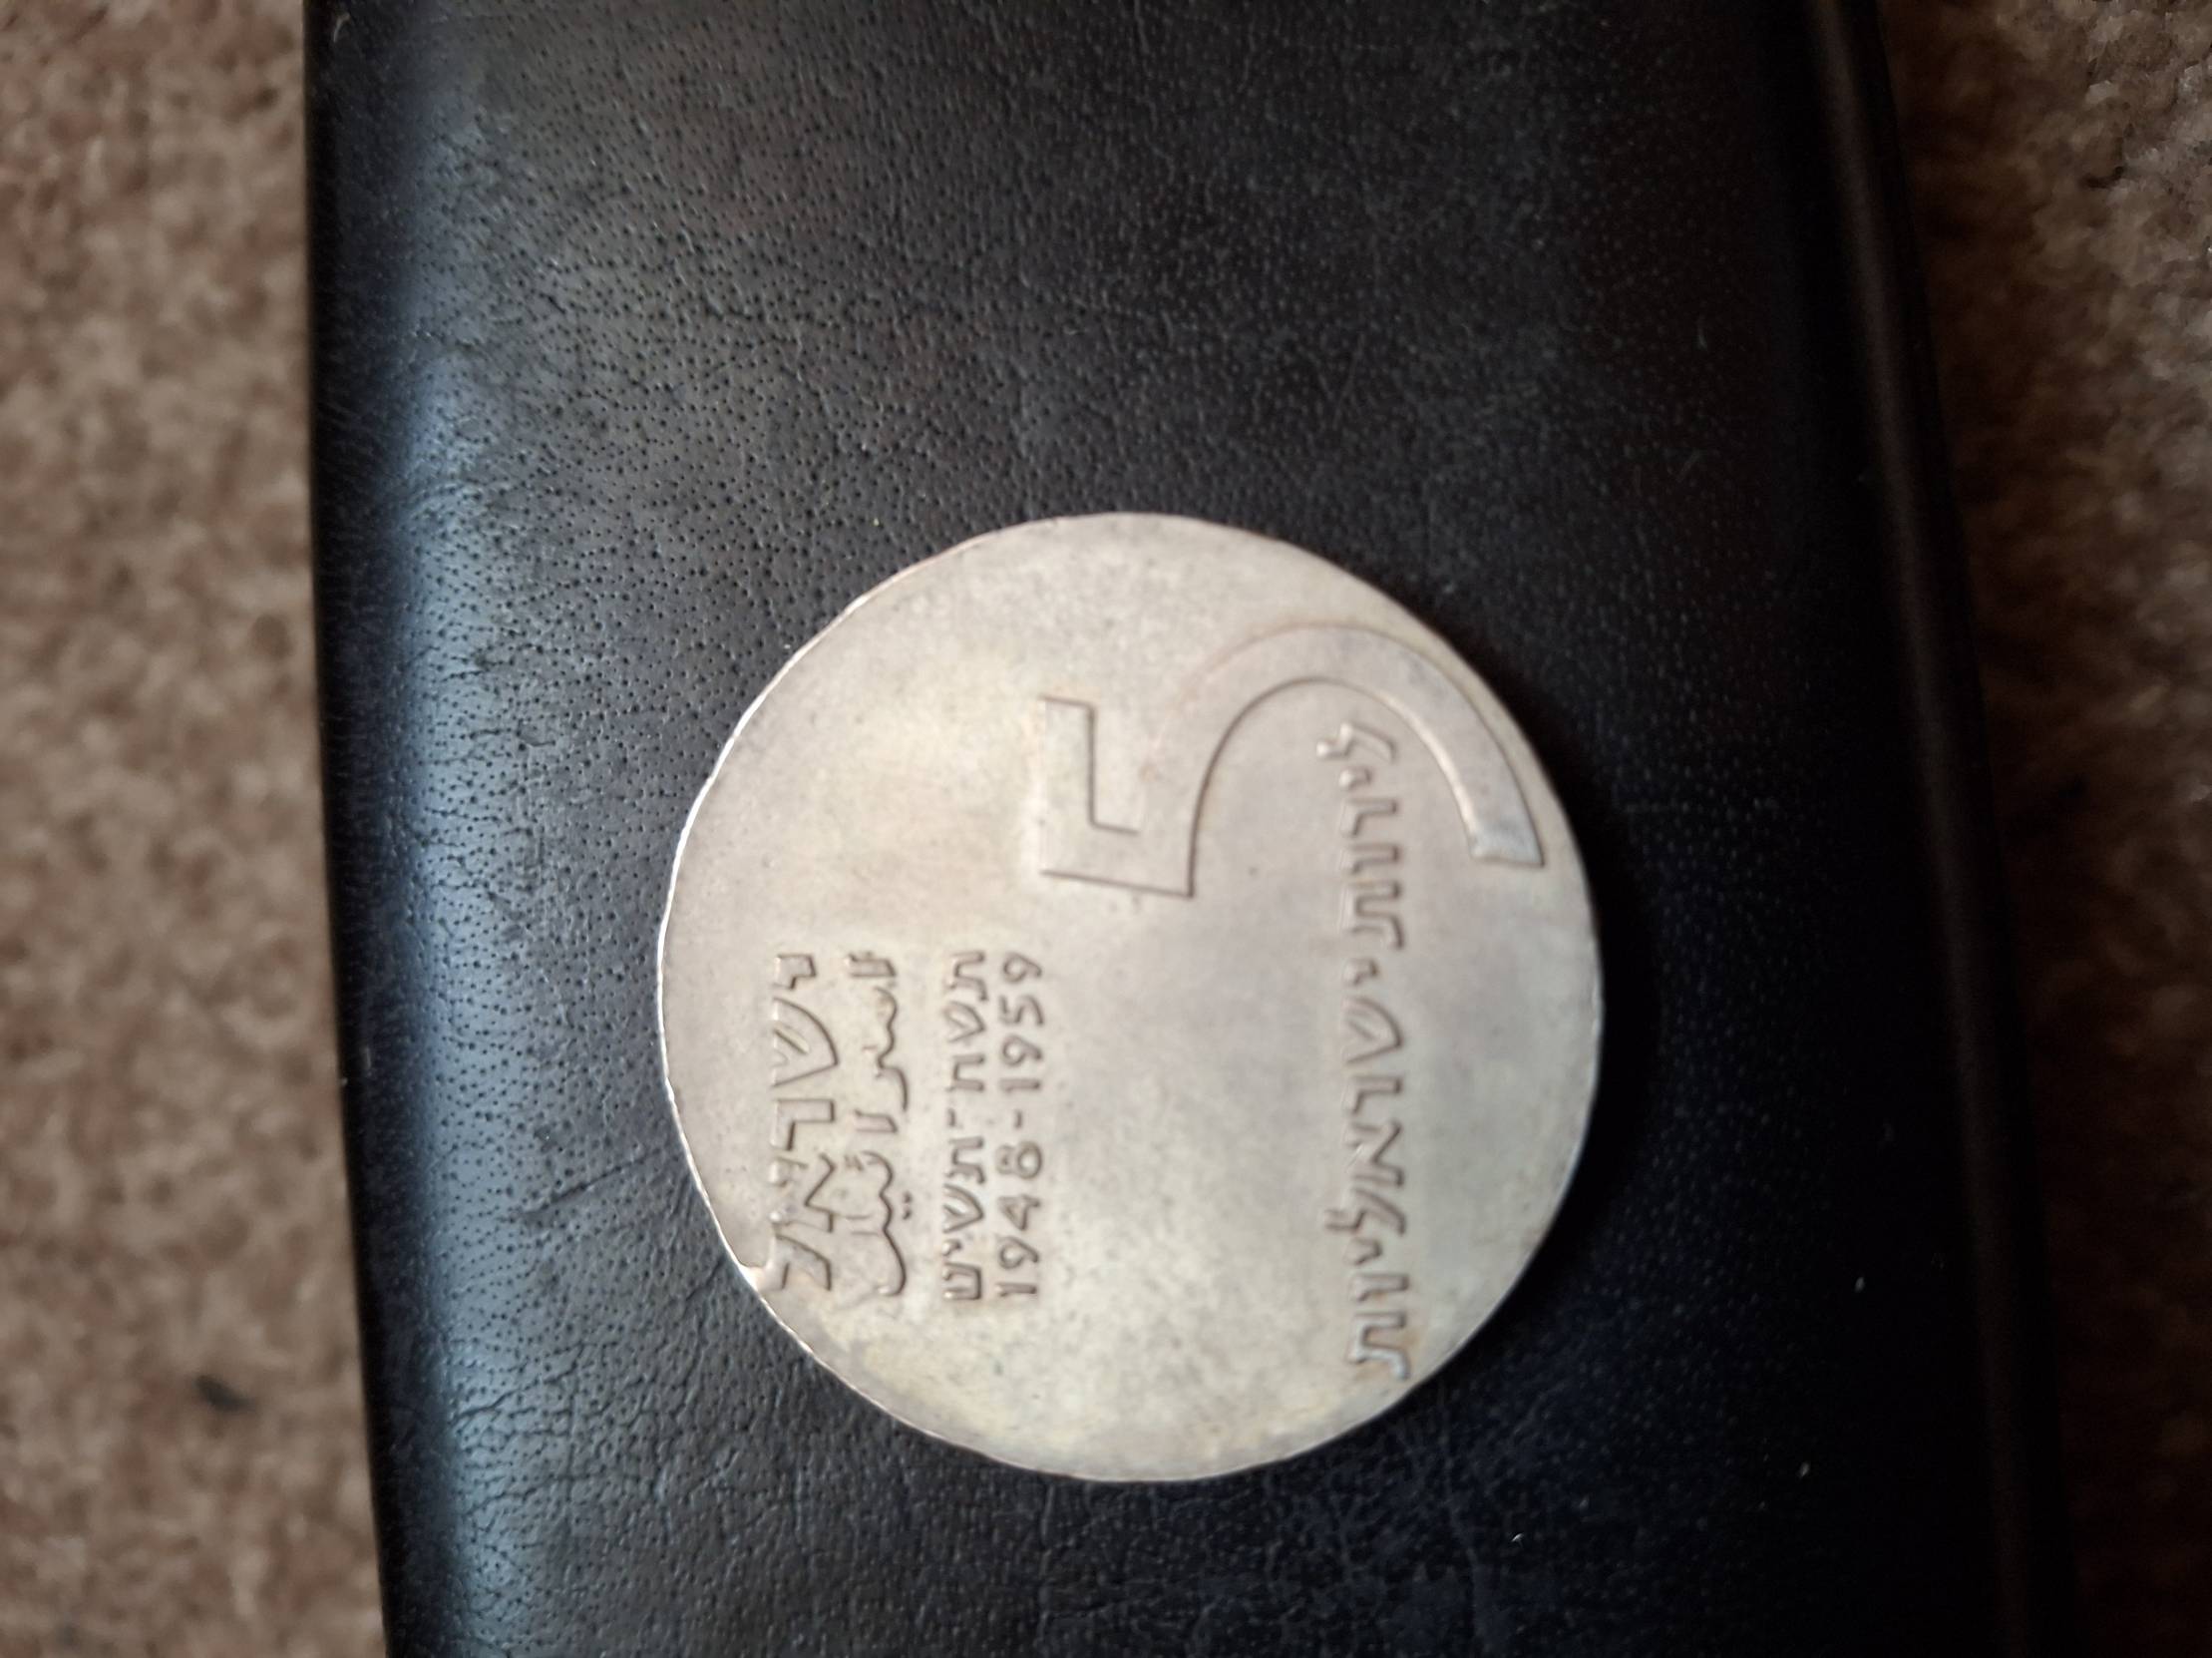 ישראל
اسرائيل
תשח-תשיט
1948-1959
5
לירות ישראליות